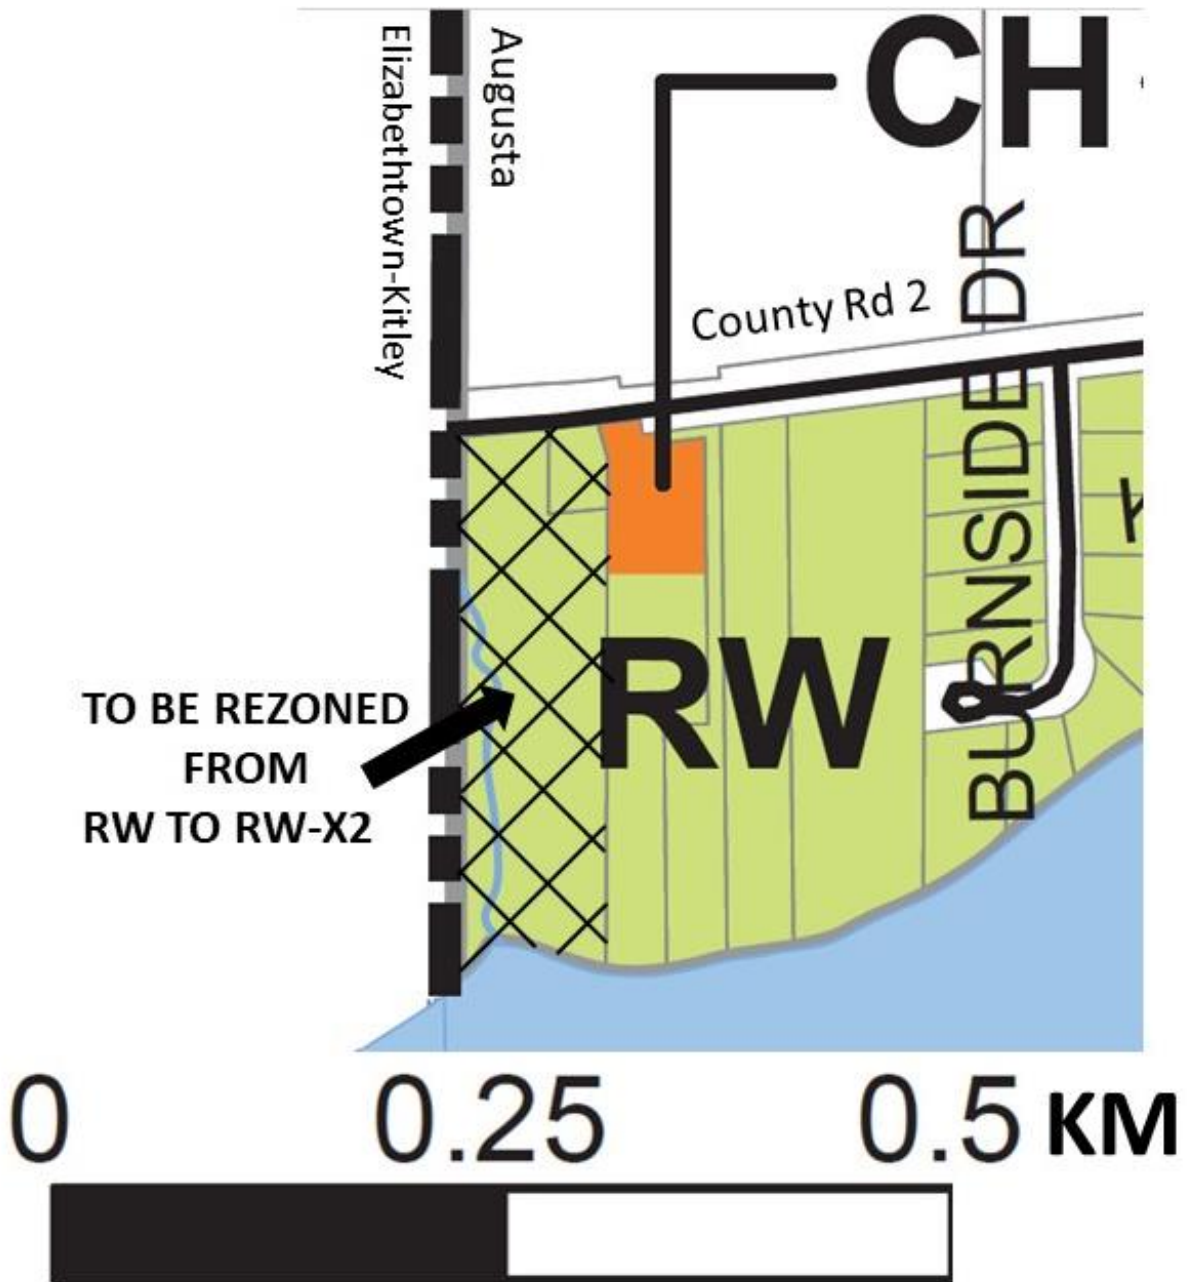 Elizabethtown-Kitley
Augusta
CH
County Rd 2
BURNSIDE DR
RW
TO BE REZONED
FROM
RW TO RW-X2
0 0.25 0.5 KM